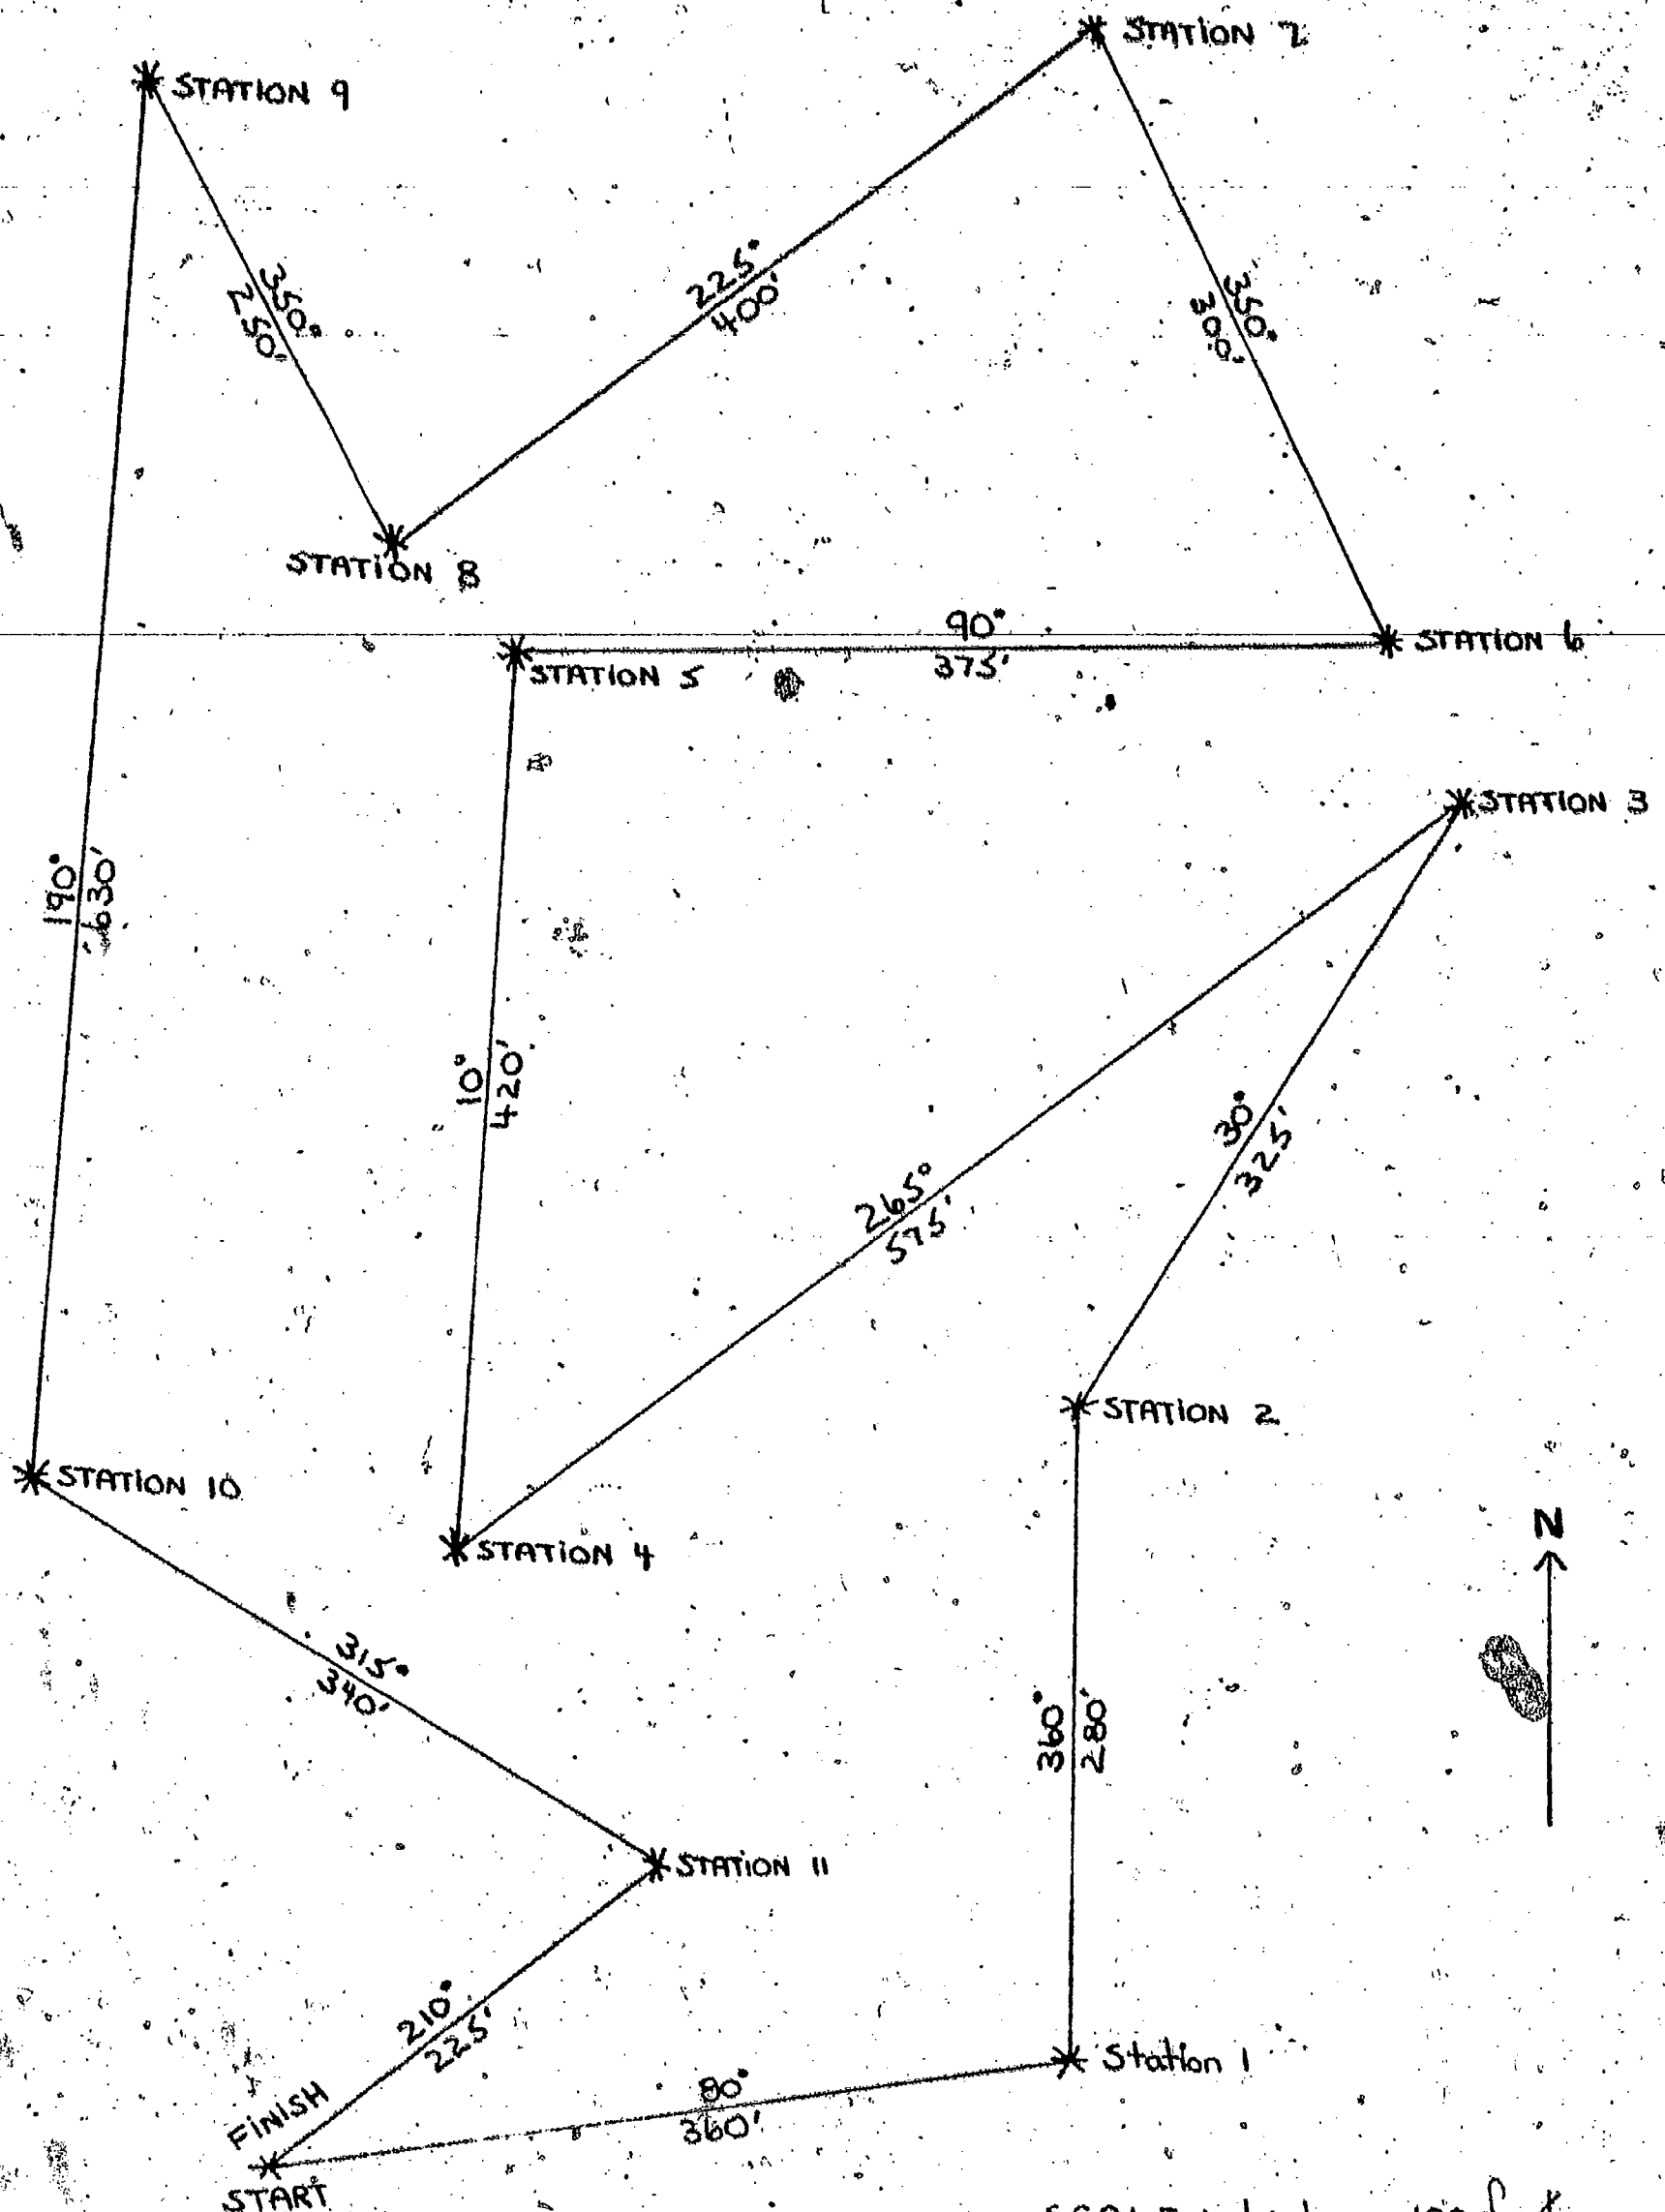 STATION 7
STATION 9
225°
400'
350°
250'
350°
300'
STATION 8
90°
375'
STATION 6
STATION 5
STATION 3
190°
630'
10°
420'
30°
325'
265°
575'
STATION 2
STATION 10
STATION 4
N
315°
340'
360°
280'
STATION 11
210°
225'
Station 1
80°
360'
FINISH
START